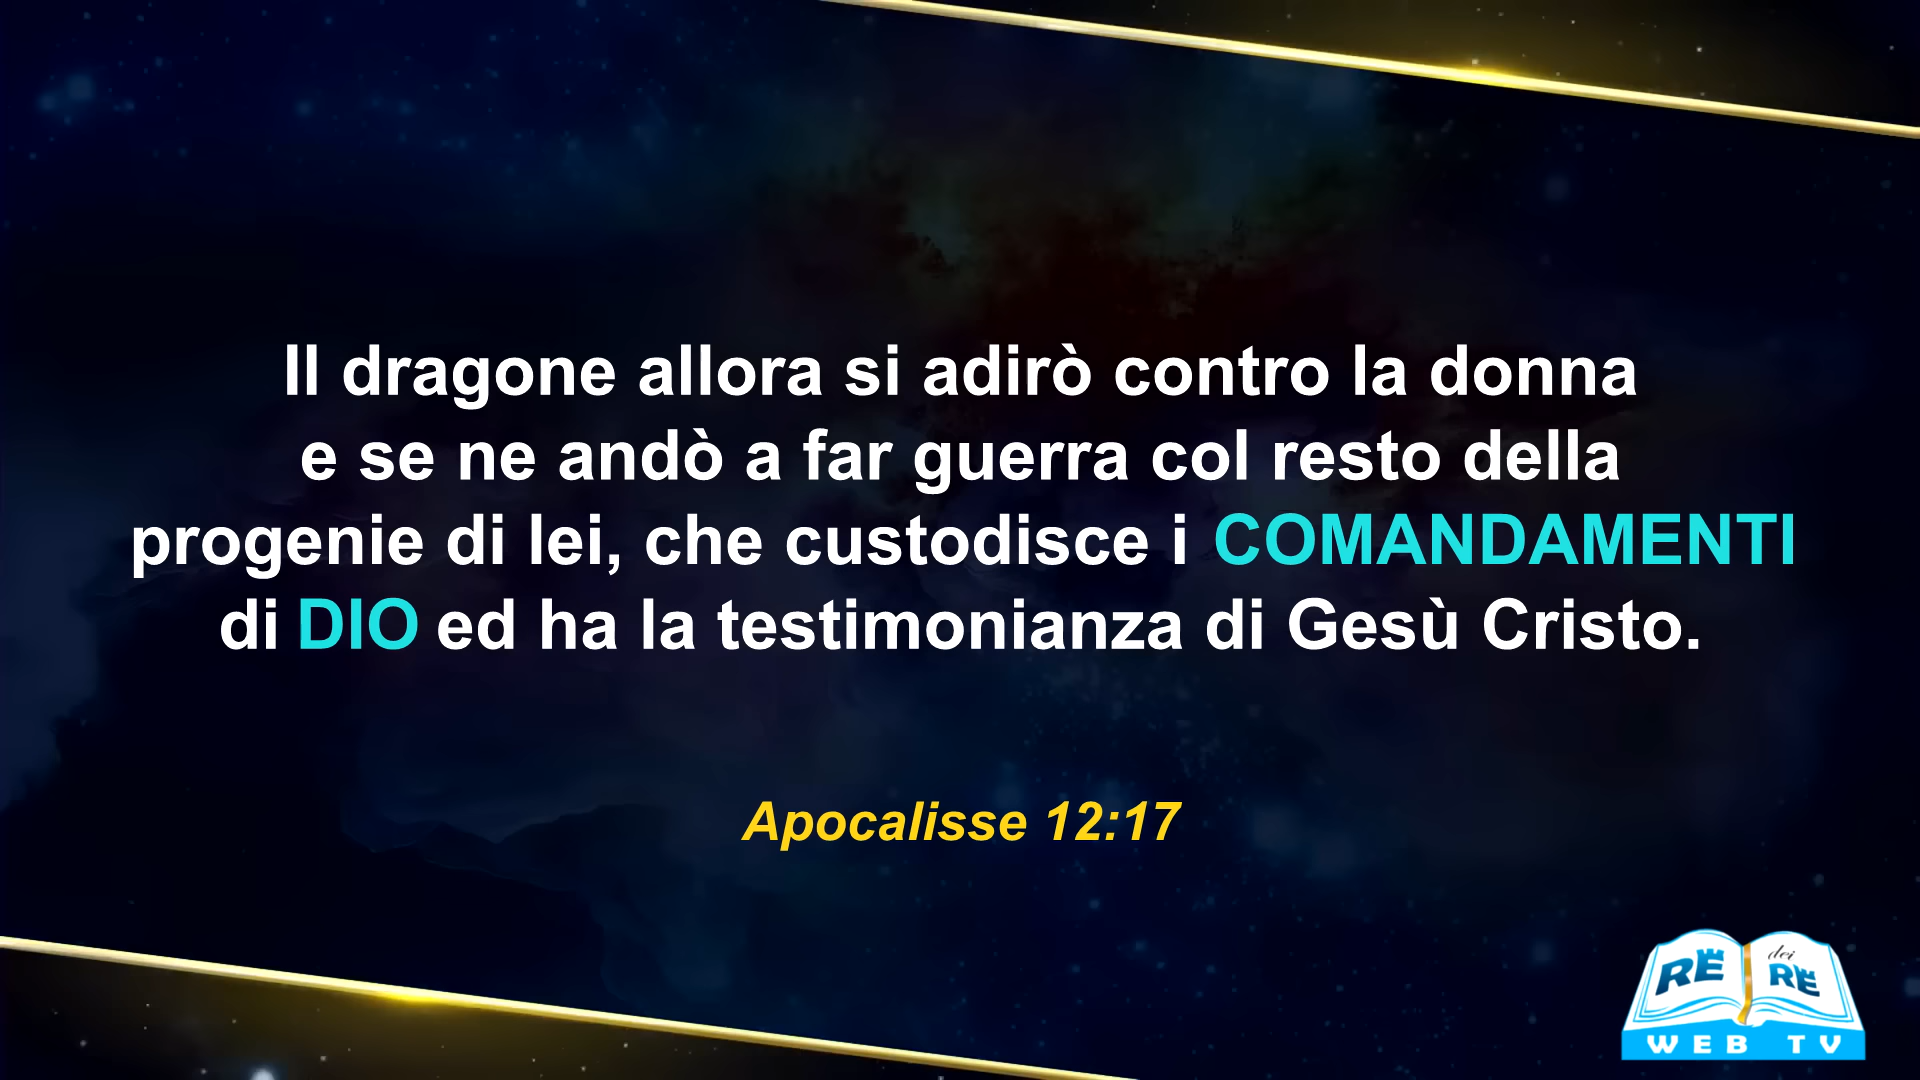 Il dragone allora si adirò contro la donna
e se ne andò a far guerra col resto della
progenie di lei, che custodisce i COMANDAMENTI
di DIO ed ha la testimonianza di Gesù Cristo.
Apocalisse 12:17
RE dei RE
WEB TV